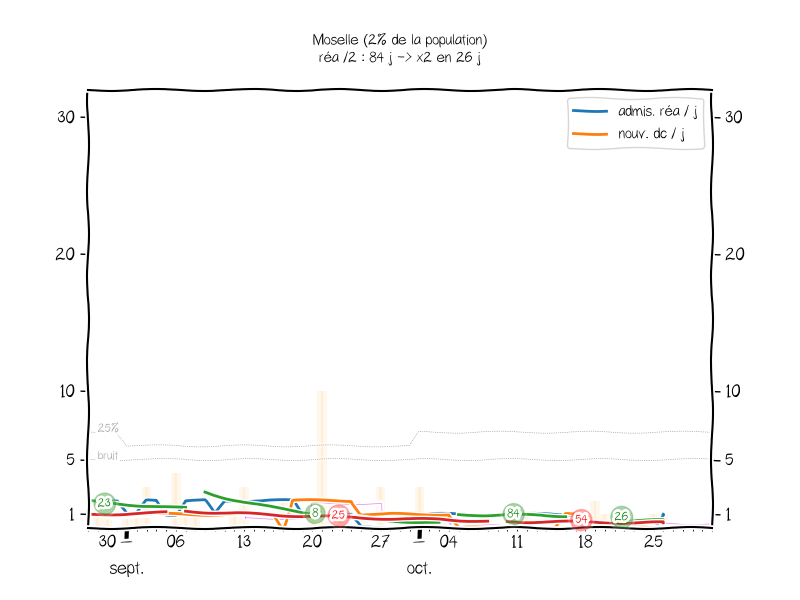 Moselle (2% de la population)
réa /2 : 84 j -> x2 en 26 j
30 30
admis. réa / j
nouv. dc / j
20 20
10 10
25%
5 5
bruit
23 8 25 84 54 26
1 1
30 06 13 20 27 04 11 18 25
sept. oct.